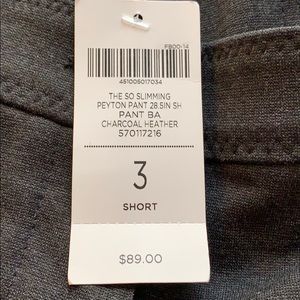 FB00-14
451005017034
THE SO SLIMMING
PEYTON PANT 28.5IN SH
PANT BA
CHARCOAL HEATHER
570117216
3
SHORT
$89.00